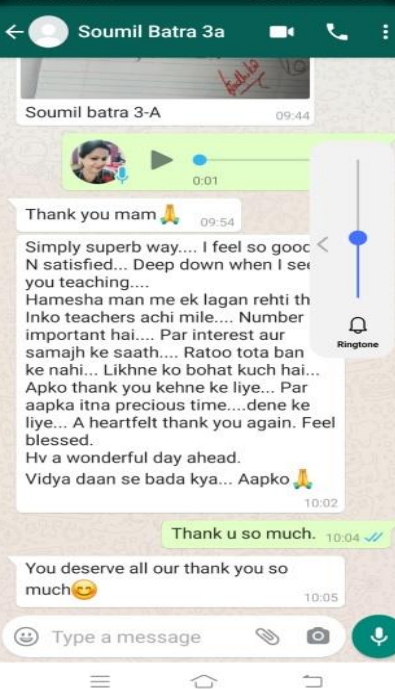 Soumil Batra 3a
Soumil batra 3-A
09:44
0:01
Thank you mam🙏 09:54
Simply superb way.... I feel so good
N satisfied... Deep down when I see
you teaching....
Hamesha man me ek lagan rehti th
Inko teachers achi mile.... Number
important hai.... Par interest aur
samajh ke saath.... Ratoo tota ban
ke nahi... Likhne ko bohat kuch hai...
Apko thank you kehne ke liye... Par
aapka itna precious time....dene ke
liye... A heartfelt thank you again. Feel
blessed.
Hv a wonderful day ahead.
Vidya daan se bada kya... Aapko🙏
10:02
Ringtone
Thank u so much. 10:04
You deserve all our thank you so
much😊
10:05
Type a message